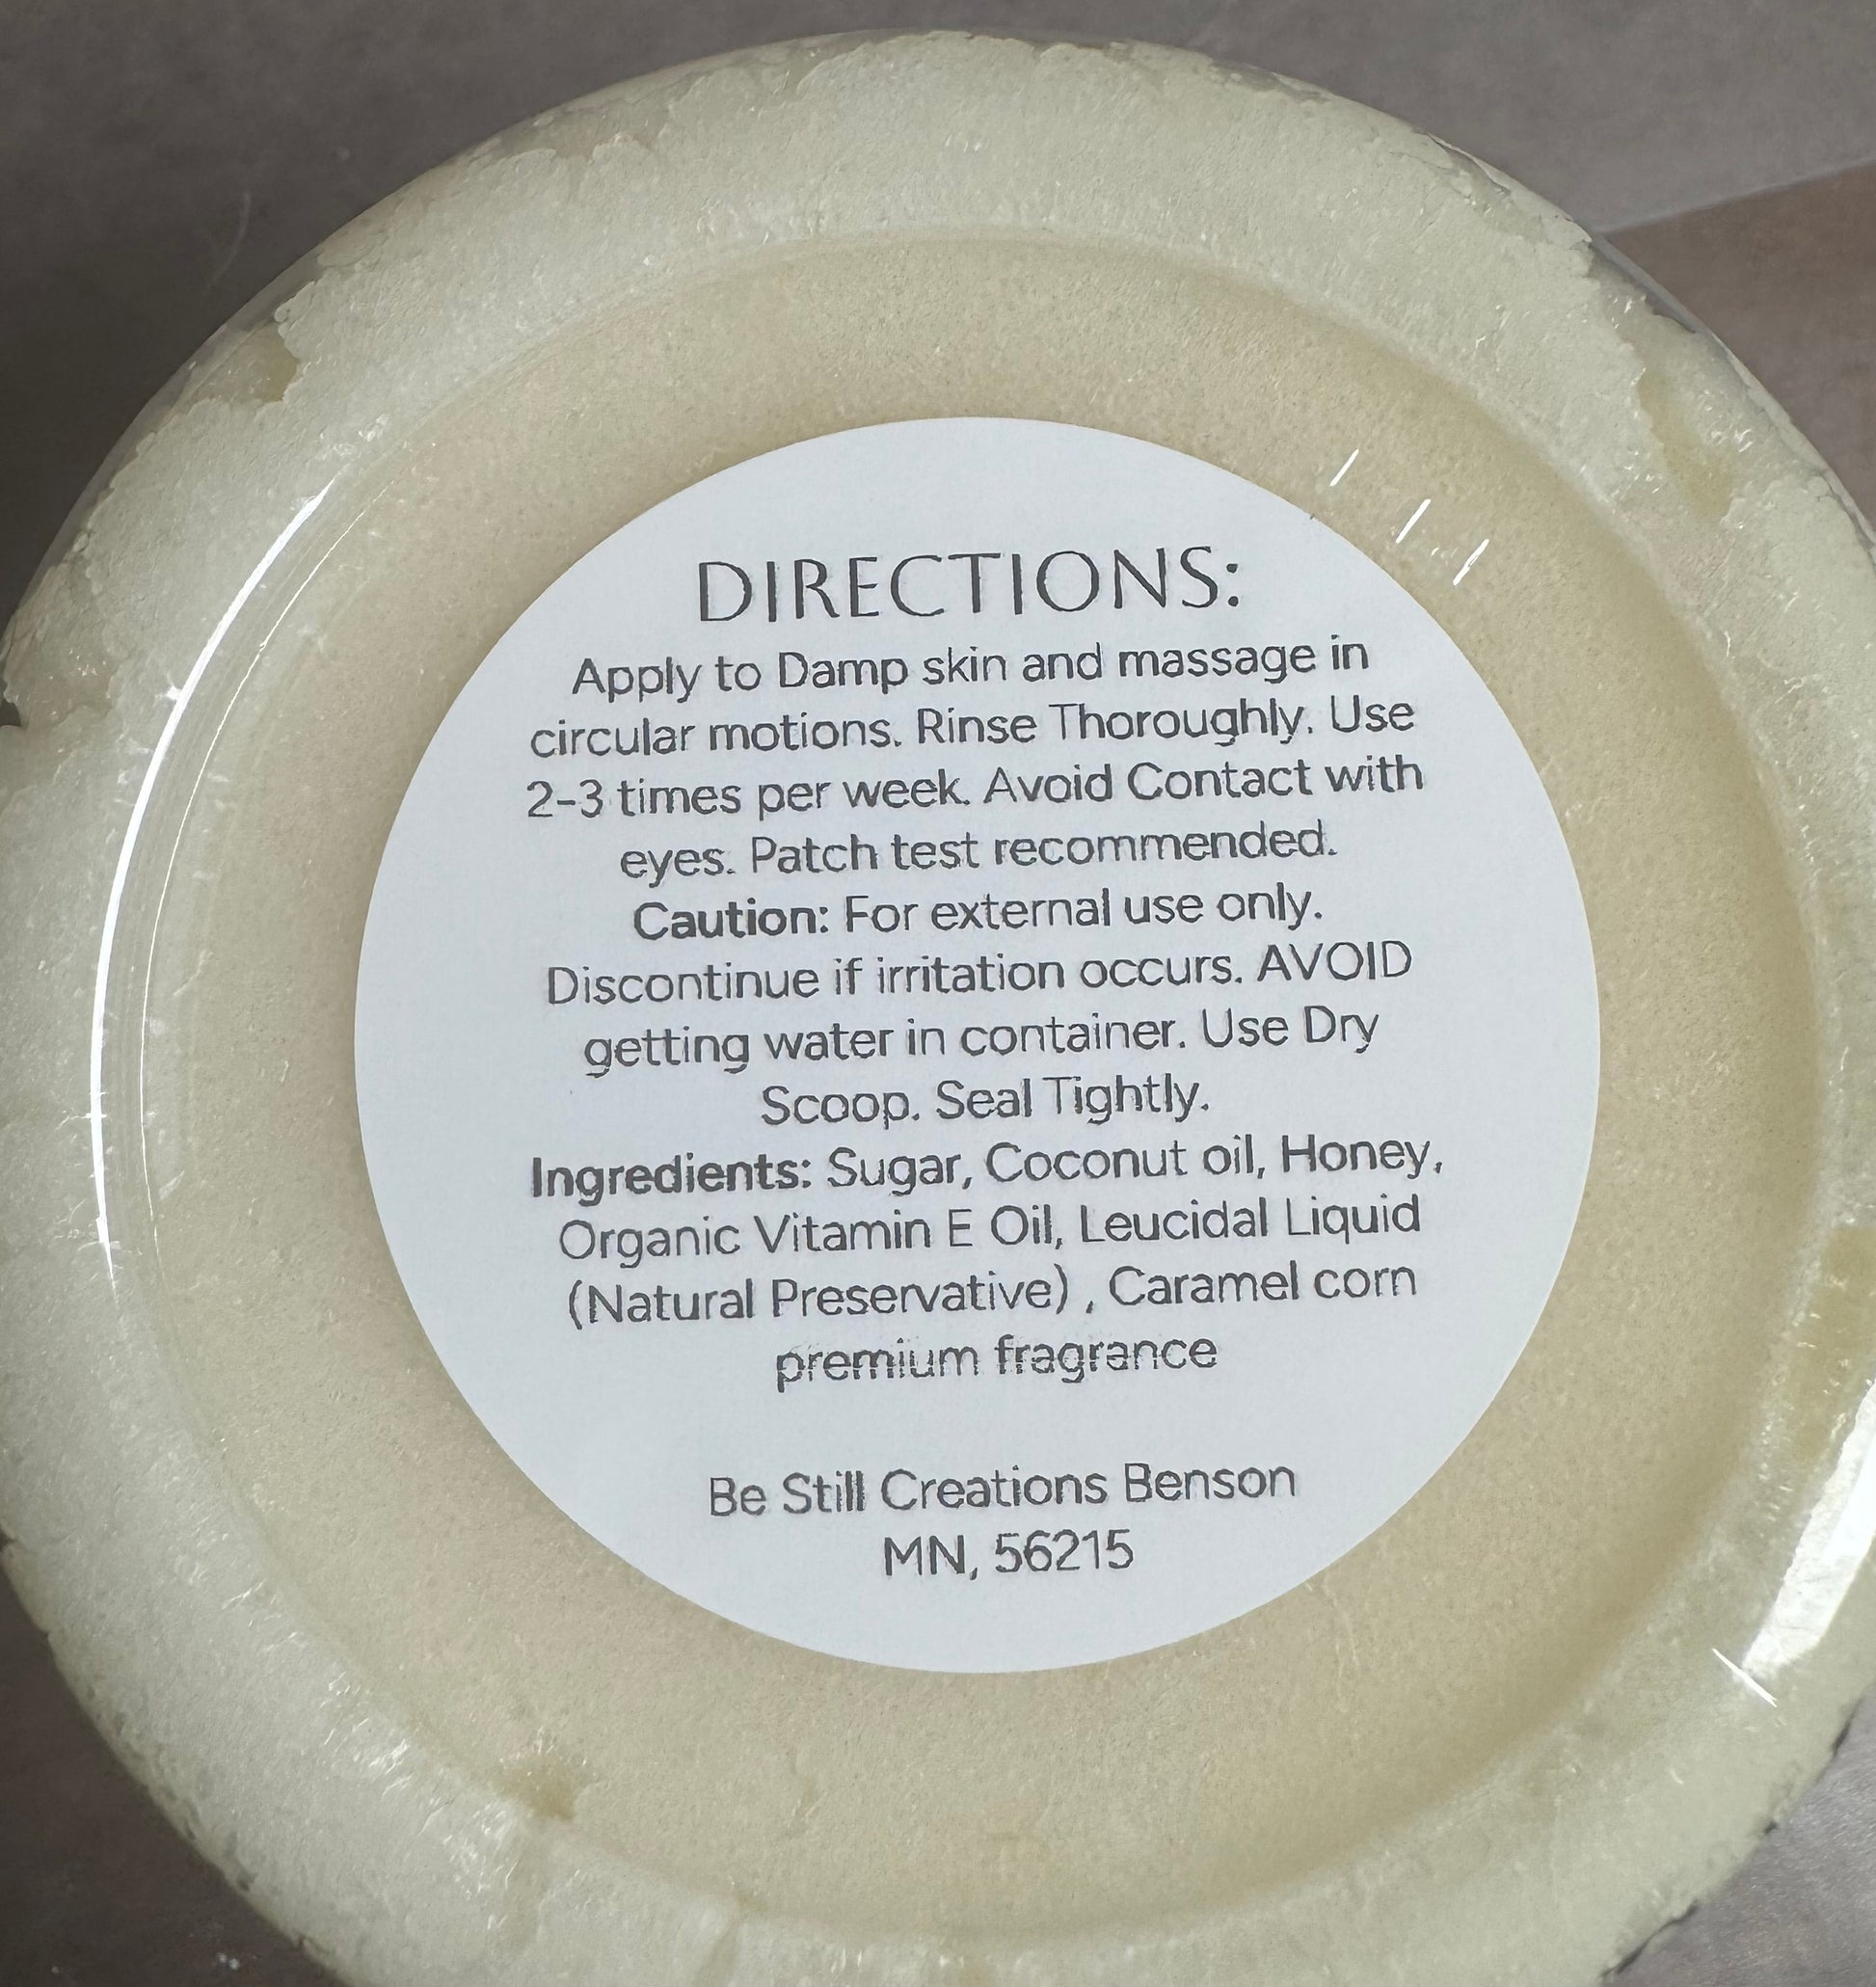 DIRECTIONS:
Apply to Damp skin and massage in
circular motions. Rinse Thoroughly. Use
2-3 times per week. Avoid Contact with
eyes. Patch test recommended.
Caution: For external use only.
Discontinue if irritation occurs. AVOID
getting water in container. Use Dry
Scoop. Seal Tightly.
Ingredients: Sugar, Coconut oil, Honey,
Organic Vitamin E Oil, Leucidal Liquid
(Natural Preservative) , Caramel corn
premium fragrance
Be Still Creations Benson
MN, 56215